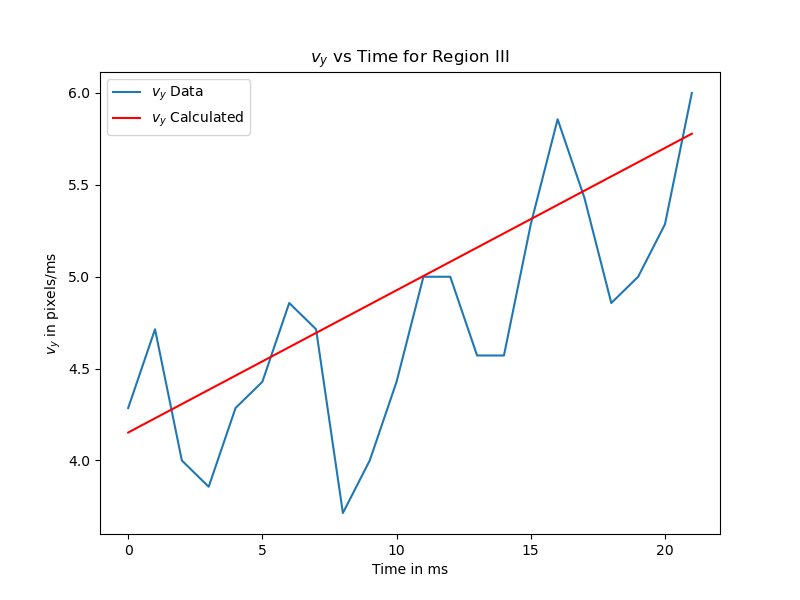 v_y vs Time for Region III
v_y Data
v_y Calculated
6.0
5.5
5.0
4.5
4.0
v_y in pixels/ms
0 5 10 15 20
Time in ms